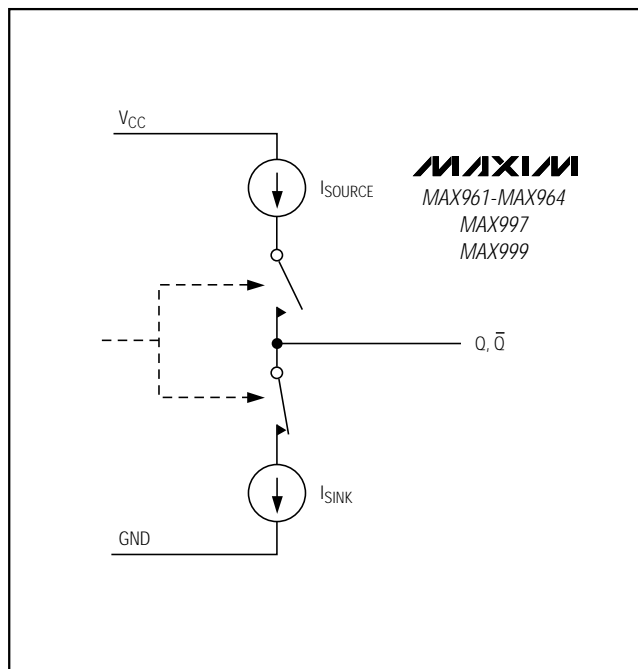 VCC
ISOURCE
MAXIM
MAX961-MAX964
MAX997
MAX999
Q, Q̅
ISINK
GND